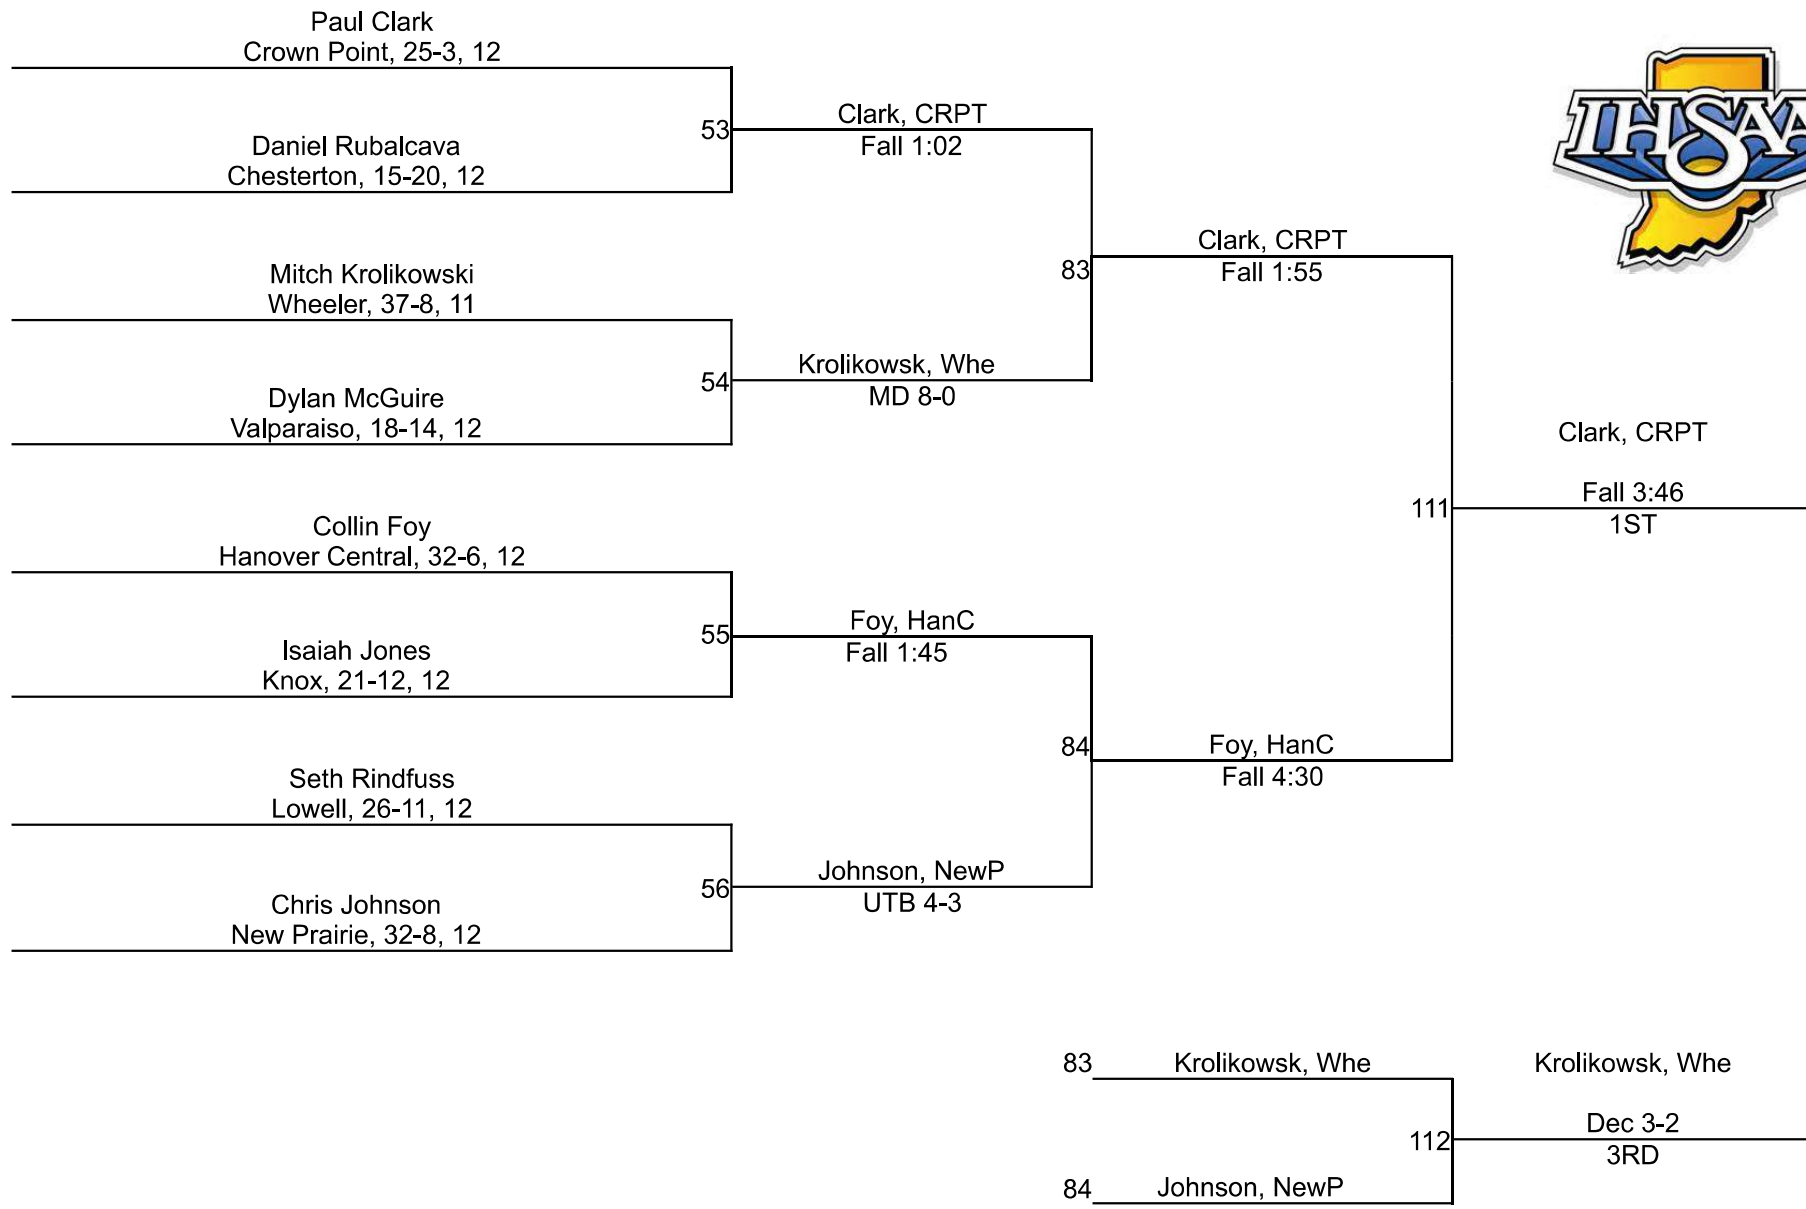 Paul Clark
Crown Point, 25-3, 12
Daniel Rubalcava
Chesterton, 15-20, 12
53
Clark, CRPT
Fall 1:02
Mitch Krolikowski
Wheeler, 37-8, 11
Dylan McGuire
Valparaiso, 18-14, 12
54
Krolikowsk, Whe
MD 8-0
83
Clark, CRPT
Fall 1:55
IHSAA
Collin Foy
Hanover Central, 32-6, 12
Isaiah Jones
Knox, 21-12, 12
55
Foy, HanC
Fall 1:45
Seth Rindfuss
Lowell, 26-11, 12
Chris Johnson
New Prairie, 32-8, 12
56
Johnson, NewP
UTB 4-3
84
Foy, HanC
Fall 4:30
111
Clark, CRPT
Fall 3:46
1ST
83
Krolikowsk, Whe
84
Johnson, NewP
112
Krolikowsk, Whe
Dec 3-2
3RD